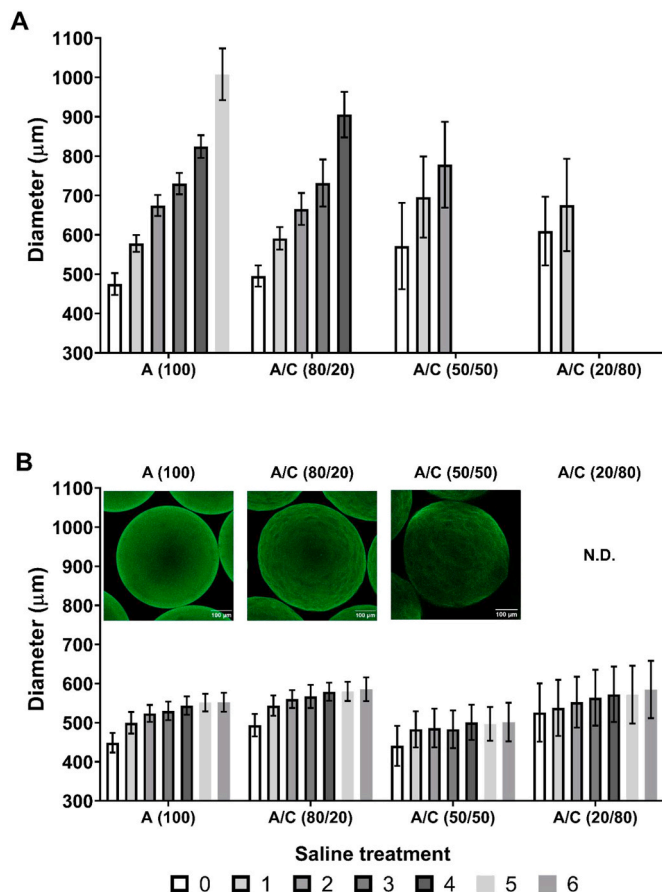 A
Diameter (μm)
1100
1000
900
800
700
600
500
400
300
A (100) A/C (80/20) A/C (50/50) A/C (20/80)
B
A (100) A/C (80/20) A/C (50/50) A/C (20/80)
Diameter (μm)
1100
1000
900
800
700
600
500
400
300
N.D.
100 μm 100 μm 100 μm
A (100) A/C (80/20) A/C (50/50) A/C (20/80)
Saline treatment
0 1 2 3 4 5 6